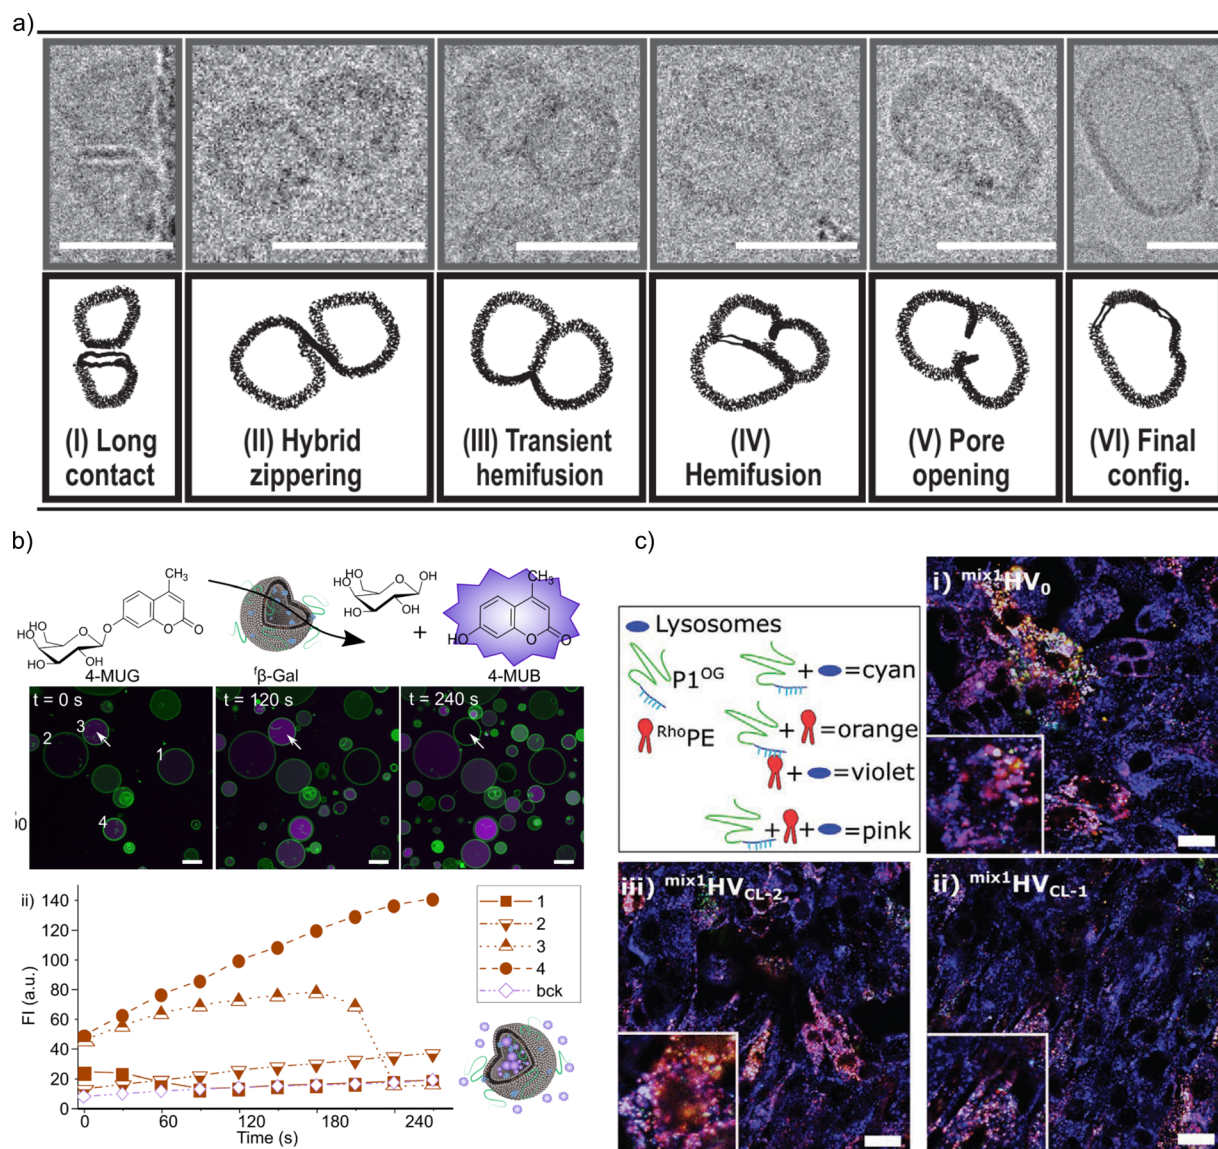 a)
(I) Long
contact
(II) Hybrid
zippering
(III) Transient
hemifusion
(IV)
Hemifusion
(V) Pore
opening
(VI) Final
config.
b)
CH₃
HO
HO
OH
HO
O
O
O
O
4-MUG
ᶠβ-Gal
HO
OH
O
HO
OH
HO
+
CH₃
HO
O
O
4-MUB
t = 0 s
3
2
1
4
t = 120 s
t = 240 s
ii)
FI (a.u.)
140
120
100
80
60
40
20
0
0
60
120
180
240
Time (s)
1
2
3
4
bck
c)
Lysosomes
P1ᴼᴳ
+ =cyan
ᴿʰᵒPE
+ =orange
+ =violet
+ + =pink
i) ᵐⁱˣ¹HV₀
iii) ᵐⁱˣ¹HV_CL-2
ii) ᵐⁱˣ¹HV_CL-1